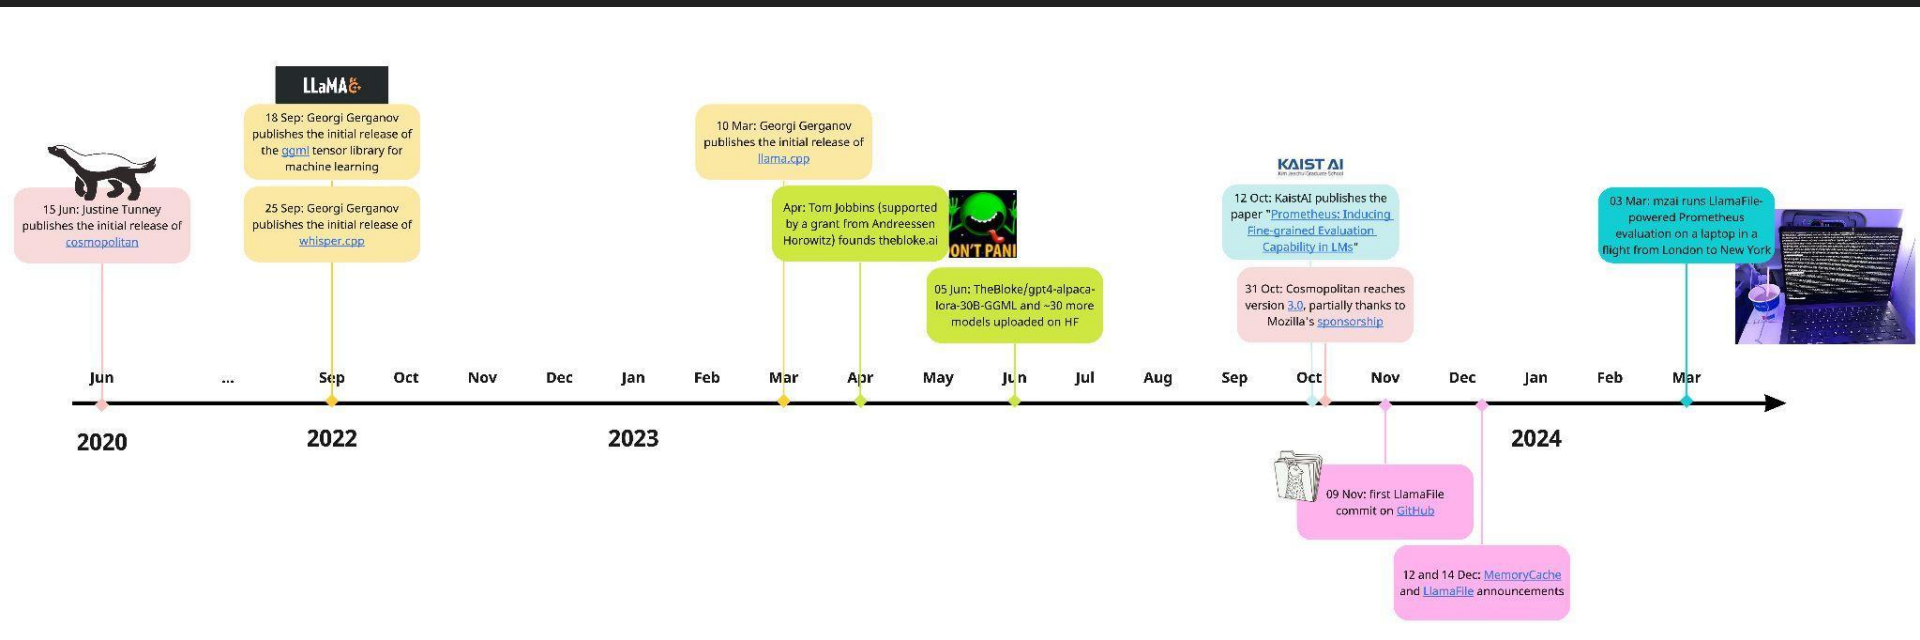 LLaMA C++
18 Sep: Georgi Gerganov
publishes the initial release of
the ggml tensor library for
machine learning
25 Sep: Georgi Gerganov
publishes the initial release of
whisper.cpp
15 Jun: Justine Tunney
publishes the initial release of
cosmopolitan
10 Mar: Georgi Gerganov
publishes the initial release of
llama.cpp
Apr: Tom Jobbins (supported
by a grant from Andreessen
Horowitz) founds thebloke.ai
ON'T PANI
05 Jun: TheBloke/gpt4-alpaca-
lora-30B-GGML and ~30 more
models uploaded on HF
KAIST AI
12 Oct: KaistAI publishes the
paper "Prometheus: Inducing
Fine-grained Evaluation
Capability in LMs"
31 Oct: Cosmopolitan reaches
version 3.0, partially thanks to
Mozilla's sponsorship
03 Mar: mzai runs LlamaFile-
powered Prometheus
evaluation on a laptop in a
flight from London to New York
Jun ... Sep Oct Nov Dec Jan Feb Mar Apr May Jun Jul Aug Sep Oct Nov Dec Jan Feb Mar
2020 2022 2023 2024
09 Nov: first LlamaFile
commit on GitHub
12 and 14 Dec: MemoryCache
and LlamaFile announcements